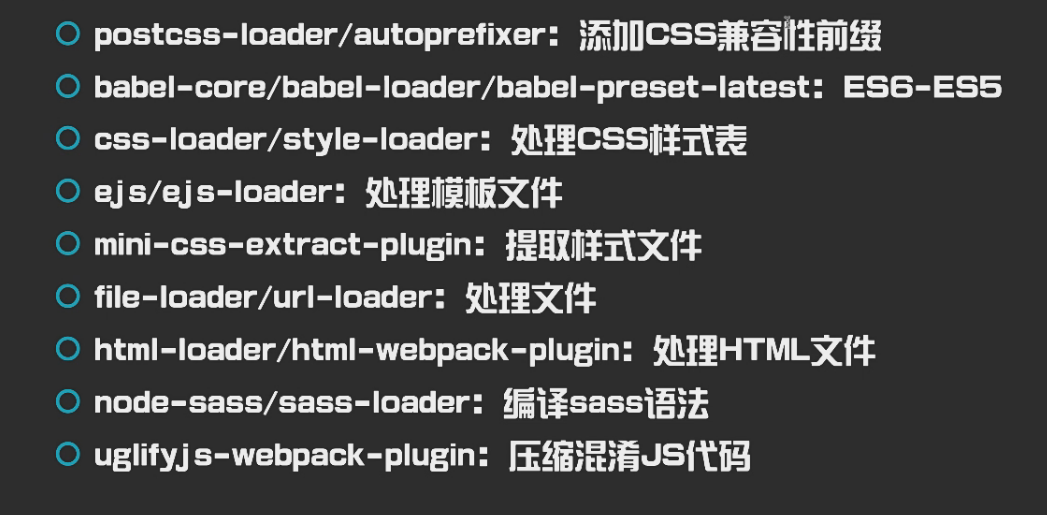 postcss-loader/autoprefixer：添加CSS兼容性前缀
babel-core/babel-loader/babel-preset-latest：ES6-ES5
css-loader/style-loader：处理CSS样式表
ejs/ejs-loader：处理模板文件
mini-css-extract-plugin：提取样式文件
file-loader/url-loader：处理文件
html-loader/html-webpack-plugin：处理HTML文件
node-sass/sass-loader：编译sass语法
uglifyjs-webpack-plugin：压缩混淆JS代码